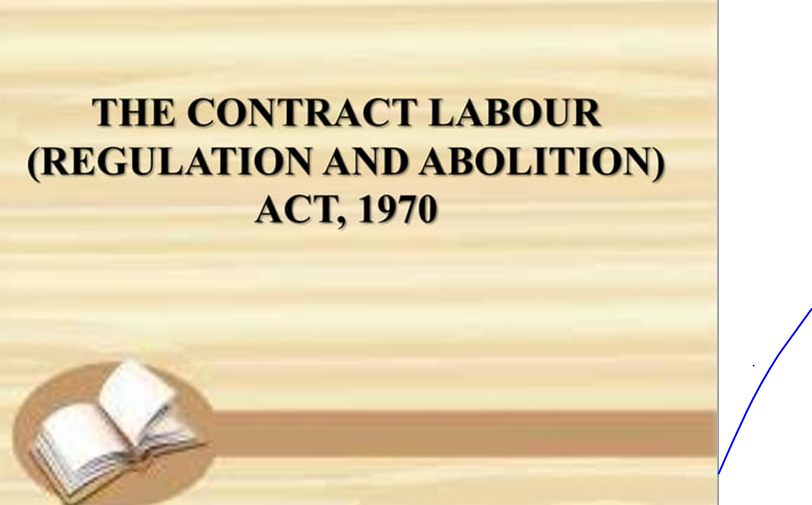 THE CONTRACT LABOUR
(REGULATION AND ABOLITION)
ACT, 1970